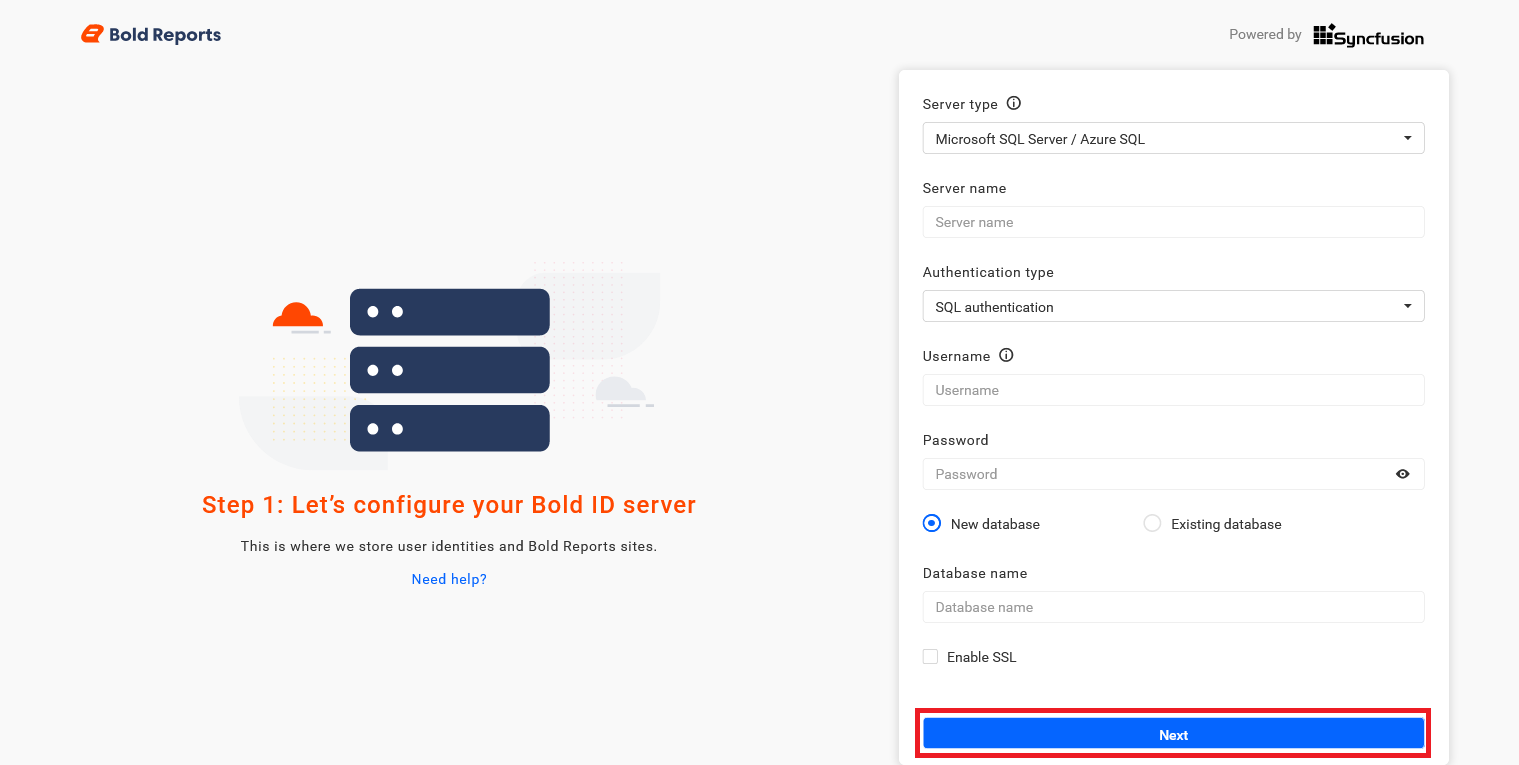 Bold Reports
Powered by Syncfusion
Step 1: Let’s configure your Bold ID server
This is where we store user identities and Bold Reports sites.
Need help?
Server type
Microsoft SQL Server / Azure SQL
Server name
Server name
Authentication type
SQL authentication
Username
Username
Password
Password
New database Existing database
Database name
Database name
Enable SSL
Next